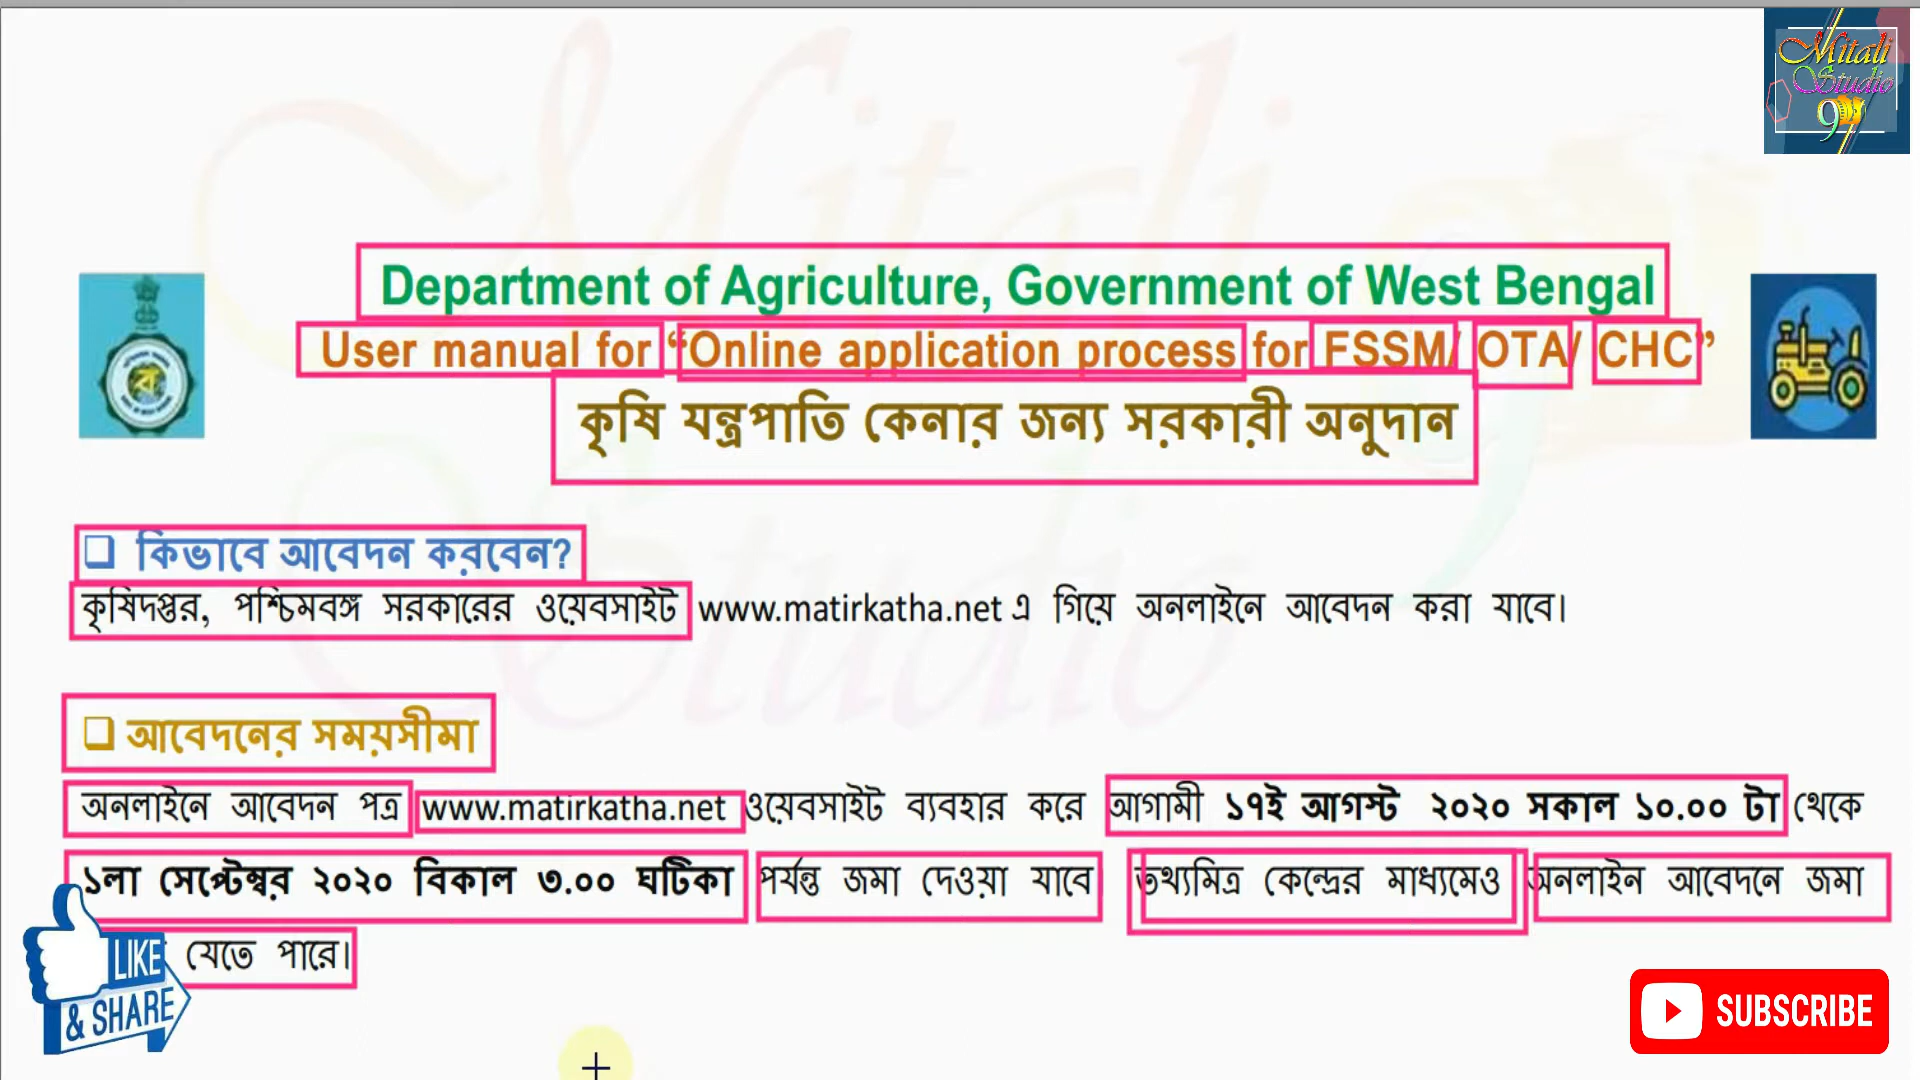 Mitali
Studio
9
Department of Agriculture, Government of West Bengal
User manual for “Online application process for FSSM/ OTA/ CHC”
কৃষি যন্ত্রপাতি কেনার জন্য সরকারী অনুদান
❑ কিভাবে আবেদন করবেন?
কৃষিদপ্তর, পশ্চিমবঙ্গ সরকারের ওয়েবসাইট www.matirkatha.net এ গিয়ে অনলাইনে আবেদন করা যাবে।
❑ আবেদনের সময়সীমা
অনলাইনে আবেদন পত্র www.matirkatha.net ওয়েবসাইট ব্যবহার করে আগামী ১৭ই আগস্ট ২০২০ সকাল ১০.০০ টা থেকে
১লা সেপ্টেম্বর ২০২০ বিকাল ৩.০০ ঘটিকা পর্যন্ত জমা দেওয়া যাবে তথ্যমিত্র কেন্দ্রের মাধ্যমেও অনলাইন আবেদনে জমা
যেতে পারে।
LIKE
& SHARE
SUBSCRIBE